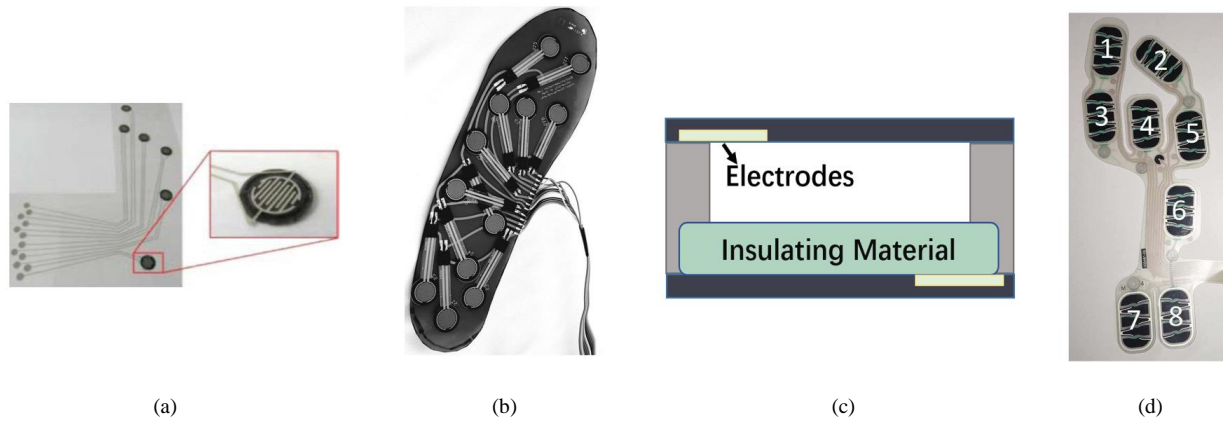 Electrodes
Insulating Material
1
2
3
4
5
6
7
8
(a)
(b)
(c)
(d)